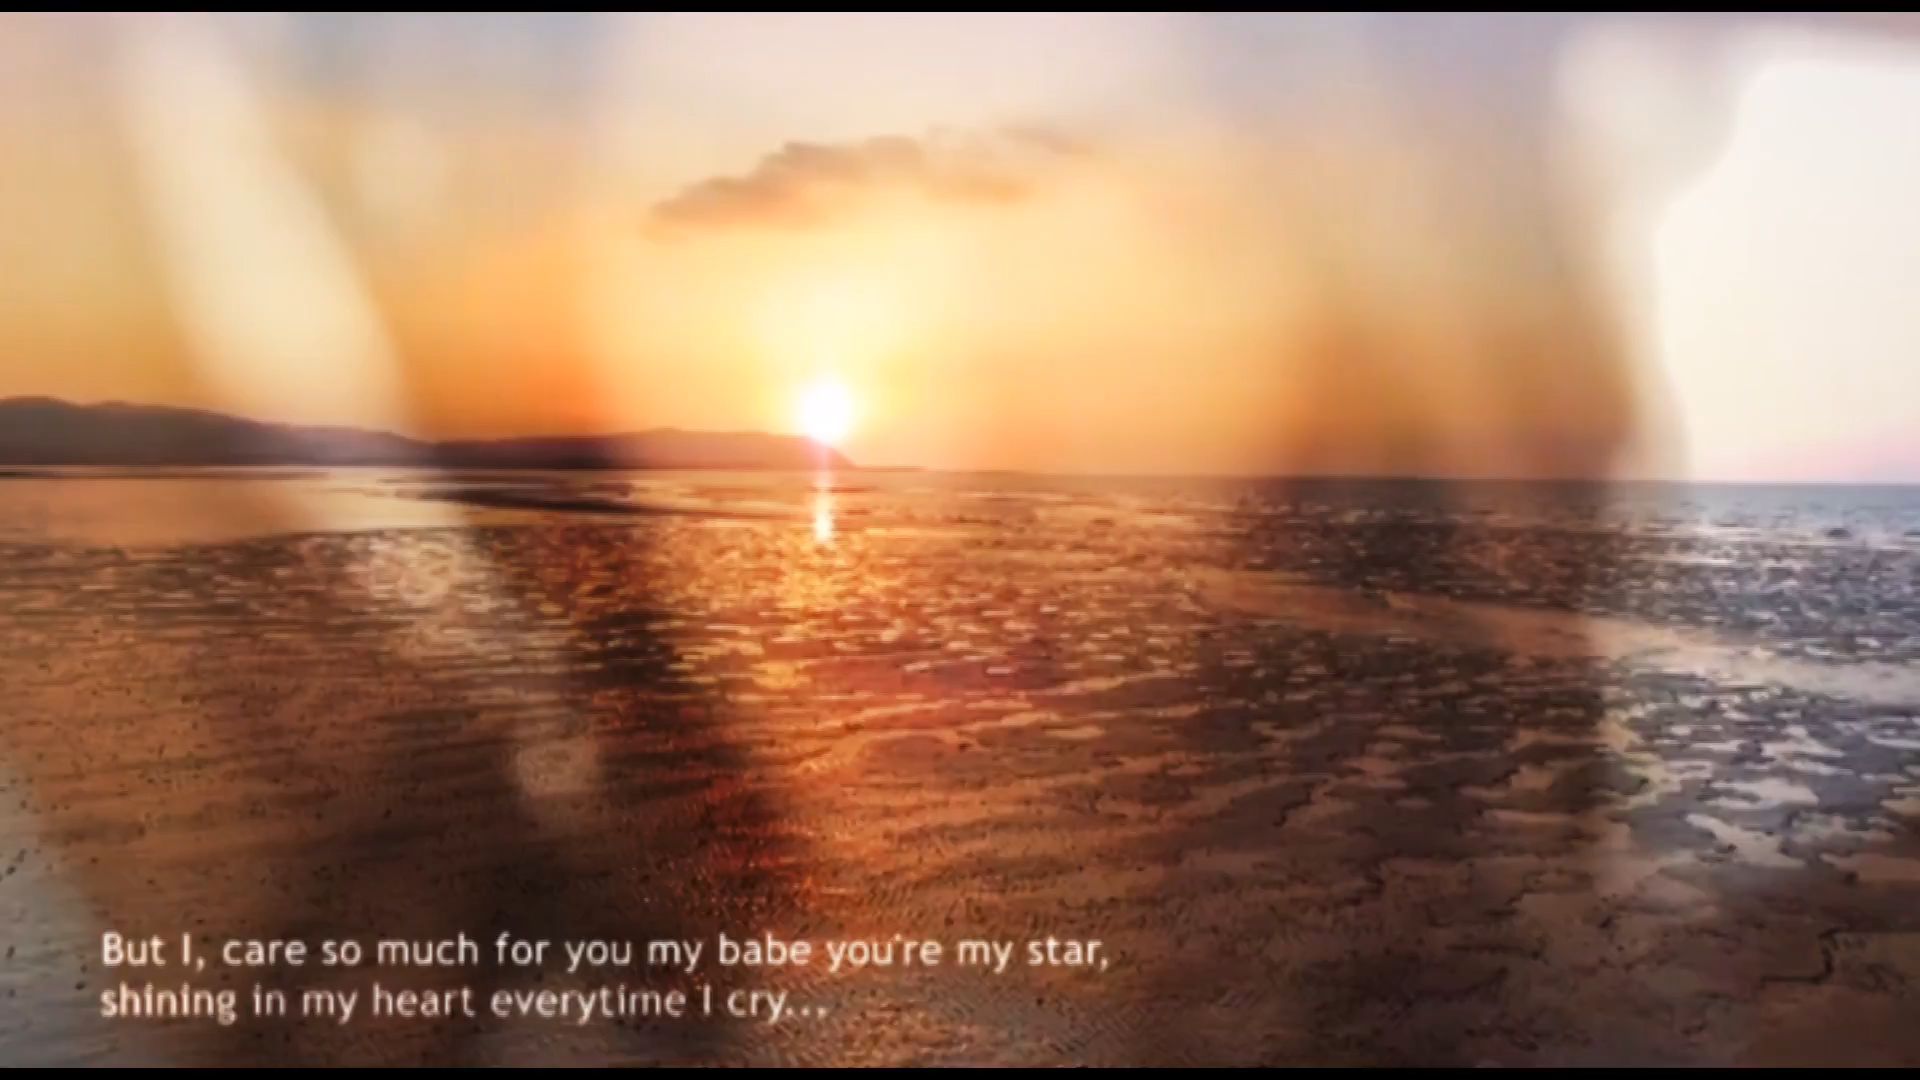 But I, care so much for you my babe you're my star,
shining in my heart everytime I cry...